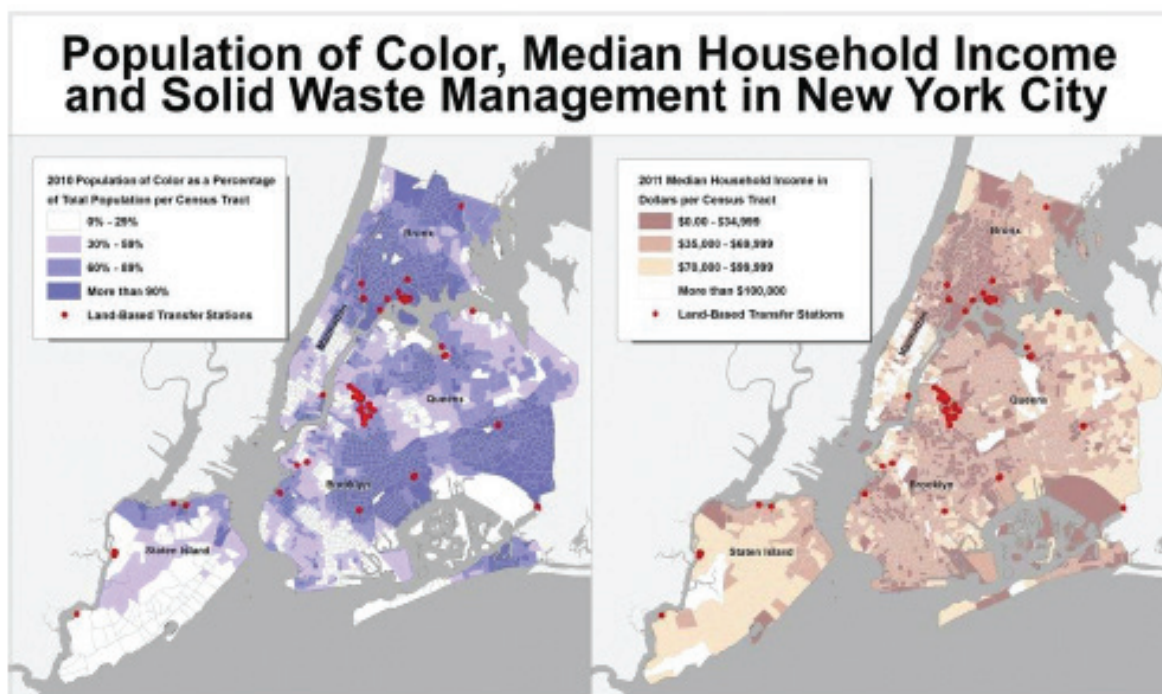 Population of Color, Median Household Income
and Solid Waste Management in New York City
2010 Population of Color as a Percentage
of Total Population per Census Tract
0% - 29%
30% - 59%
60% - 89%
More than 90%
Land-Based Transfer Stations
Bronx
Manhattan
Queens
Brooklyn
Staten Island
2011 Median Household Income in
Dollars per Census Tract
$0.00 - $34,999
$35,000 - $69,999
$70,000 - $99,999
More than $100,000
Land-Based Transfer Stations
Bronx
Manhattan
Queens
Brooklyn
Staten Island